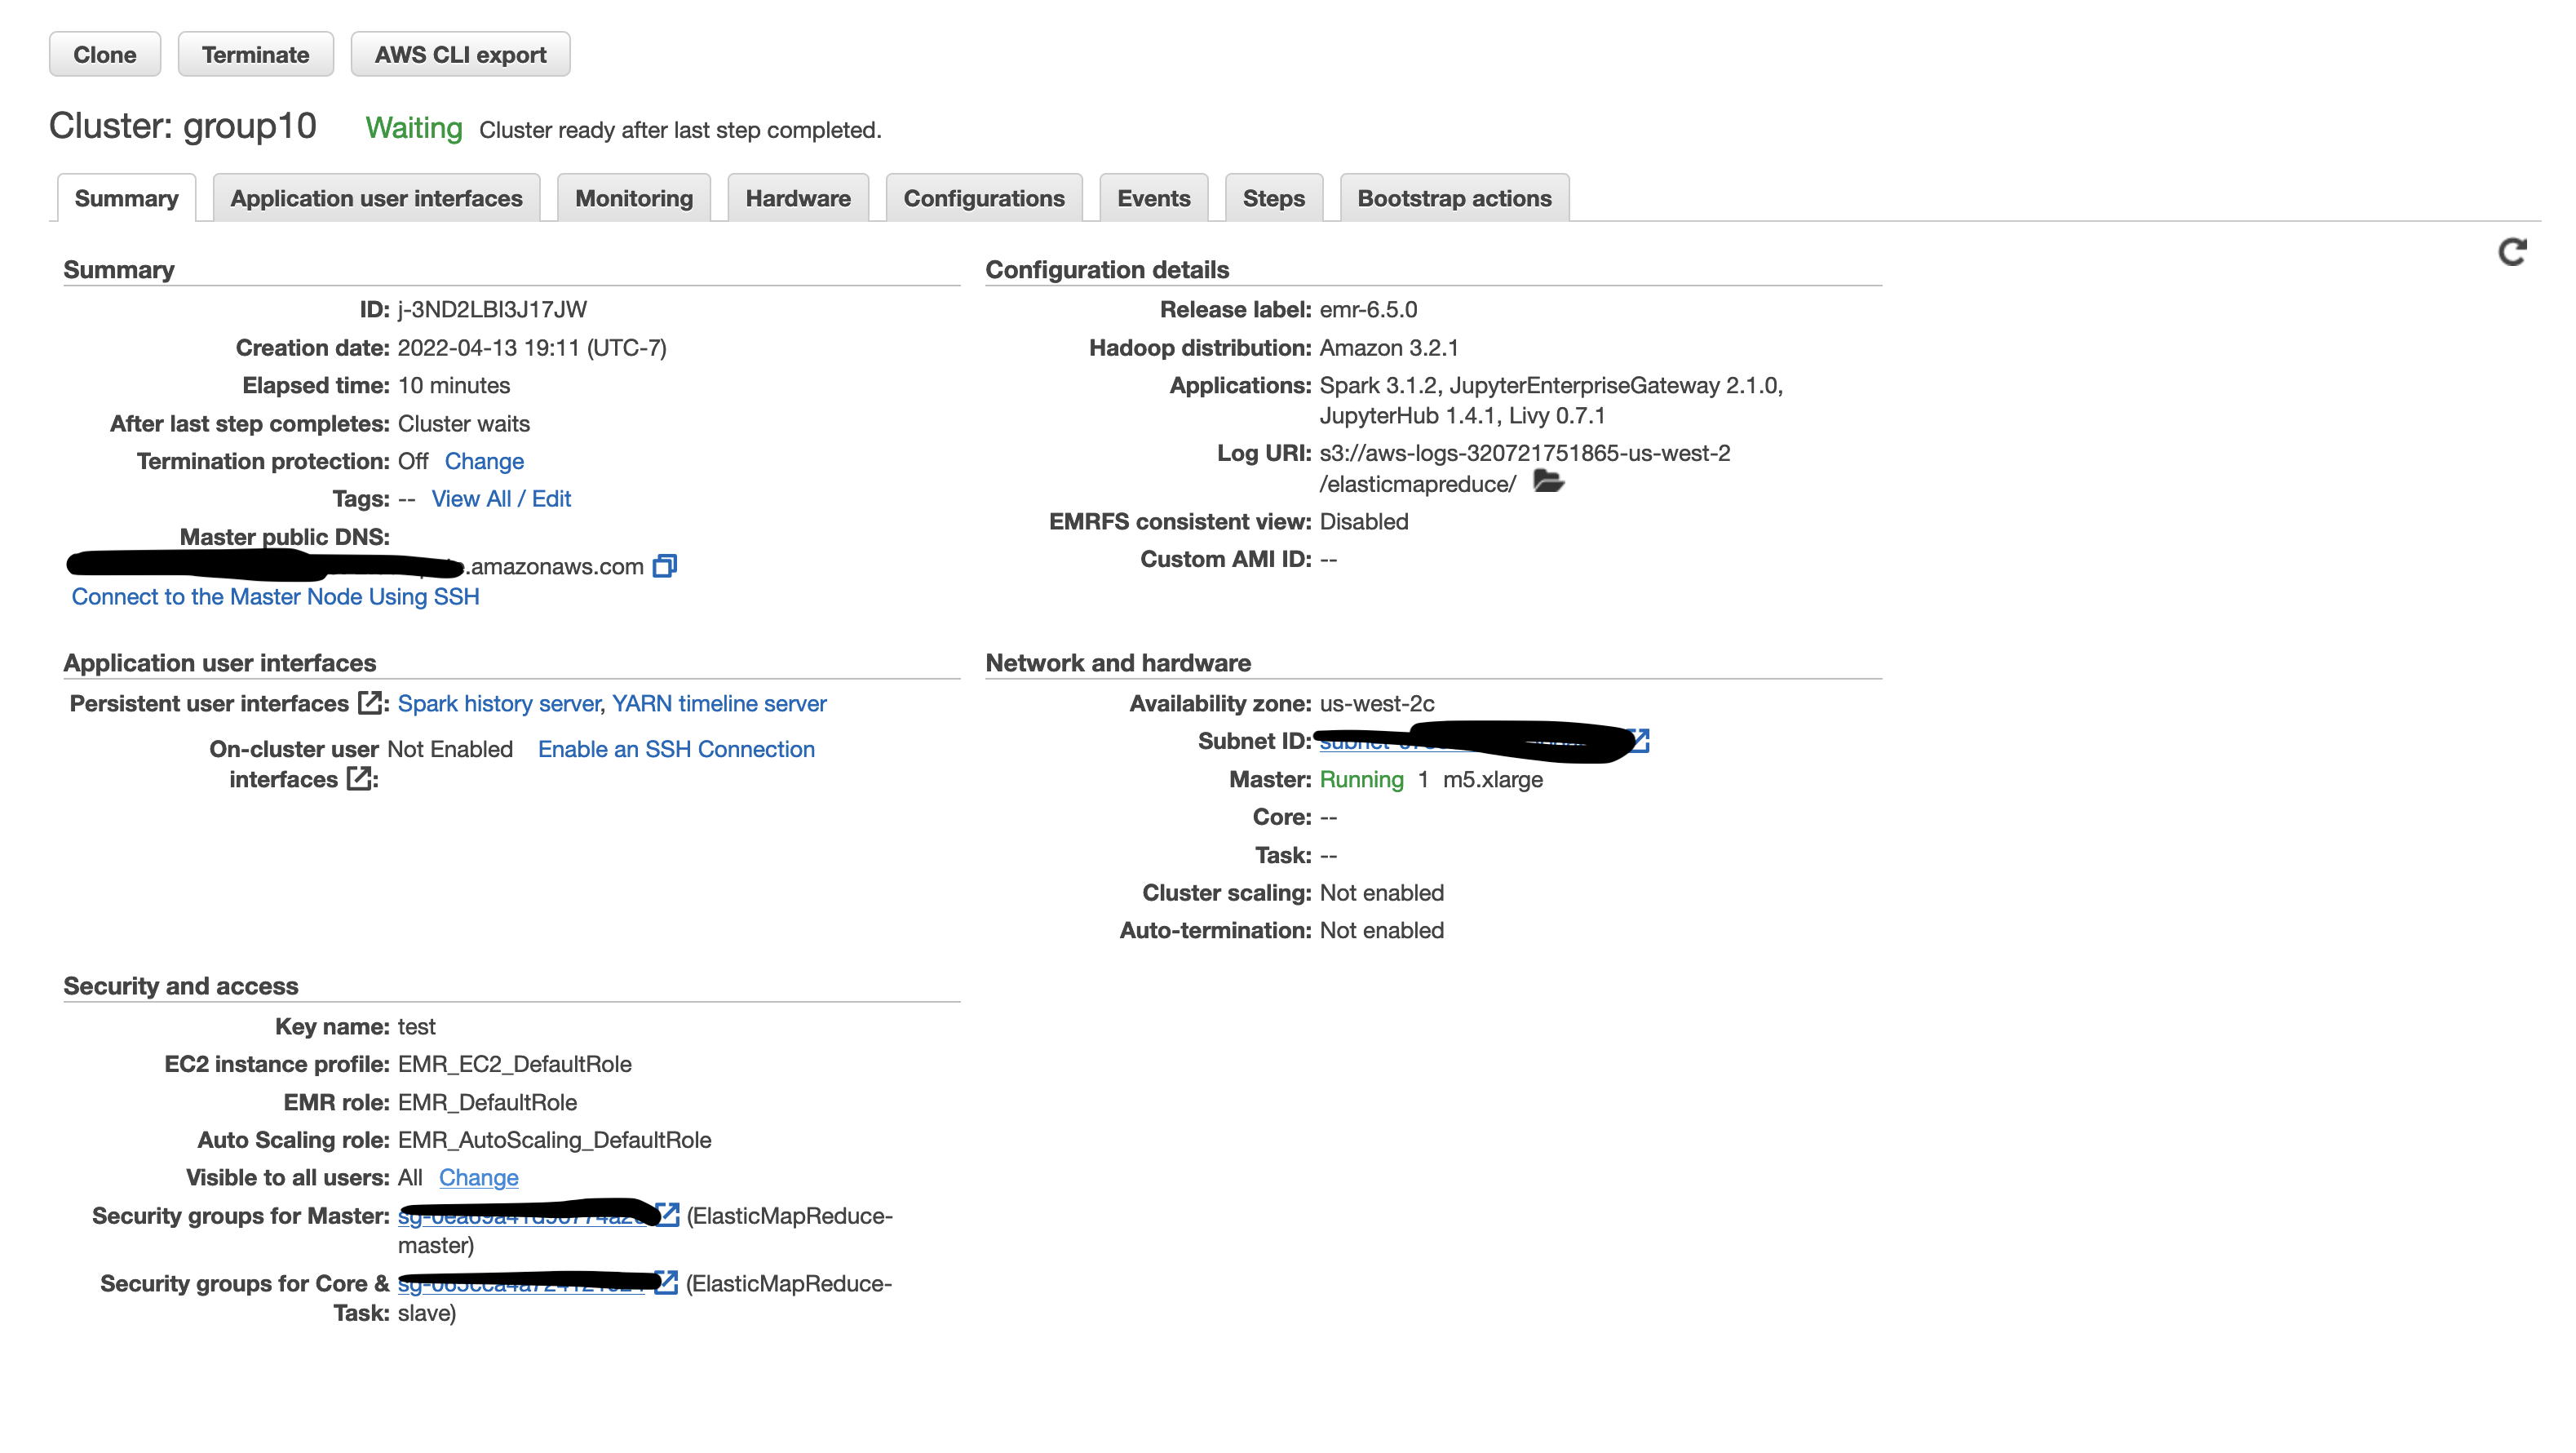 Clone Terminate AWS CLI export
Cluster: group10 Waiting Cluster ready after last step completed.
Summary Application user interfaces Monitoring Hardware Configurations Events Steps Bootstrap actions
Summary
ID: j-3ND2LBI3J17JW
Creation date: 2022-04-13 19:11 (UTC-7)
Elapsed time: 10 minutes
After last step completes: Cluster waits
Termination protection: Off Change
Tags: -- View All / Edit
Master public DNS:
.amazonaws.com
Connect to the Master Node Using SSH
Configuration details
Release label: emr-6.5.0
Hadoop distribution: Amazon 3.2.1
Applications: Spark 3.1.2, JupyterEnterpriseGateway 2.1.0,
JupyterHub 1.4.1, Livy 0.7.1
Log URI: s3://aws-logs-320721751865-us-west-2
/elasticmapreduce/
EMRFS consistent view: Disabled
Custom AMI ID: --
Application user interfaces
Persistent user interfaces : Spark history server, YARN timeline server
On-cluster user Not Enabled Enable an SSH Connection
interfaces :
Network and hardware
Availability zone: us-west-2c
Subnet ID:
Master: Running 1 m5.xlarge
Core: --
Task: --
Cluster scaling: Not enabled
Auto-termination: Not enabled
Security and access
Key name: test
EC2 instance profile: EMR_EC2_DefaultRole
EMR role: EMR_DefaultRole
Auto Scaling role: EMR_AutoScaling_DefaultRole
Visible to all users: All Change
Security groups for Master: (ElasticMapReduce-
master)
Security groups for Core & (ElasticMapReduce-
Task: slave)